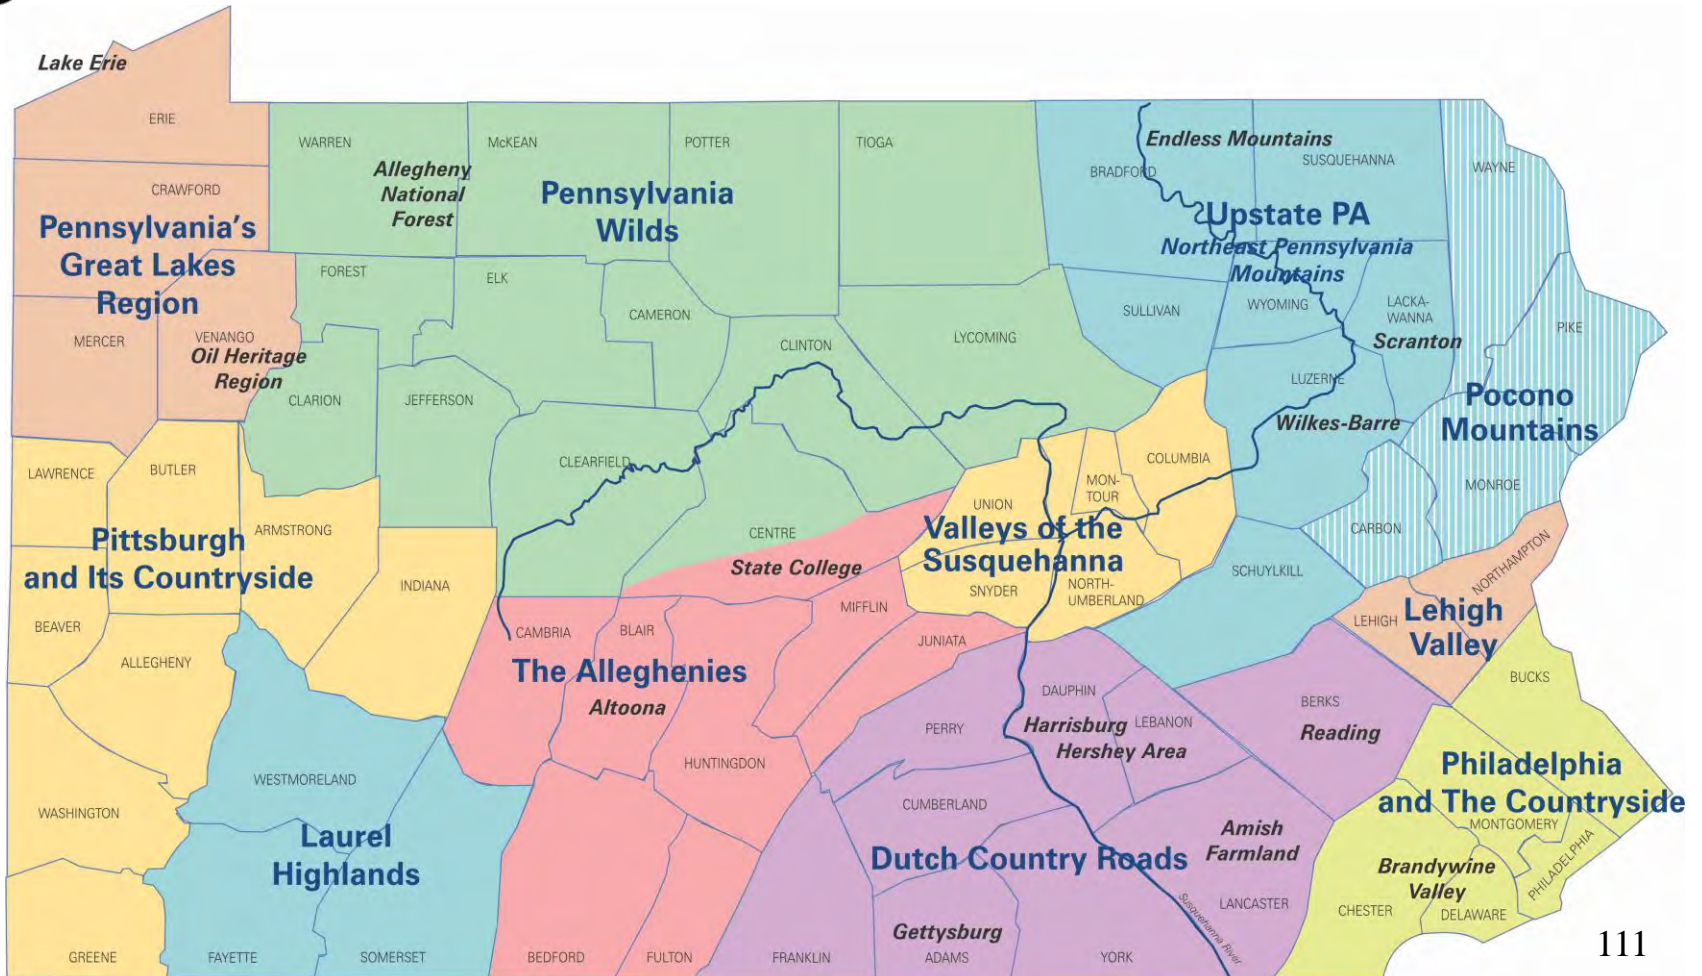 Lake Erie
ERIE
WARREN
McKEAN
POTTER
TIOGA
Endless Mountains
SUSQUEHANNA
BRADFORD
WAYNE
Allegheny
National
Forest
CRAWFORD
Pennsylvania
Wilds
Pennsylvania's
Great Lakes
Region
Upstate PA
Northeast Pennsylvania
Mountains
FOREST
ELK
CAMERON
SULLIVAN
WYOMING
LACKA-
WANNA
PIKE
Scranton
MERCER
VENANGO
Oil Heritage
Region
CLINTON
LYCOMING
CLARION
JEFFERSON
LUZERNE
Pocono
Mountains
Wilkes-Barre
LAWRENCE
BUTLER
CLEARFIELD
COLUMBIA
MON-
TOUR
UNION
MONROE
CARBON
ARMSTRONG
CENTRE
Pittsburgh
and Its Countryside
Valleys of the
Susquehanna
State College
INDIANA
SNYDER
NORTH-
UMBERLAND
SCHUYLKILL
NORTHAMPTON
LEHIGH
Lehigh
Valley
BEAVER
ALLEGHENY
CAMBRIA
BLAIR
MIFFLIN
JUNIATA
The Alleghenies
Altoona
BUCKS
DAUPHIN
LEBANON
BERKS
Reading
PERRY
Harrisburg
Hershey Area
HUNTINGDON
WESTMORELAND
WASHINGTON
CUMBERLAND
Philadelphia
and The Countryside
MONTGOMERY
PHILADELPHIA
Laurel
Highlands
Dutch Country Roads
Amish
Farmland
Brandywine
Valley
LANCASTER
CHESTER
DELAWARE
Susquehanna River
Gettysburg
GREENE
FAYETTE
SOMERSET
BEDFORD
FULTON
FRANKLIN
ADAMS
YORK
111